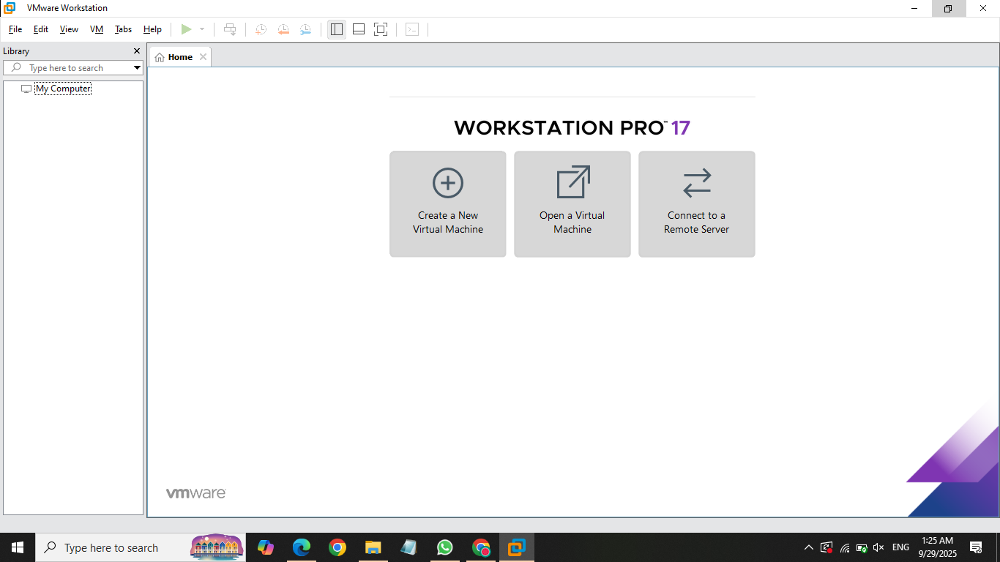 VMware Workstation
File Edit View VM Tabs Help
Library
Type here to search
My Computer
Home
WORKSTATION PRO™ 17
Create a New
Virtual Machine
Open a Virtual
Machine
Connect to a
Remote Server
vmware
Type here to search
ENG
1:25 AM
9/29/2025